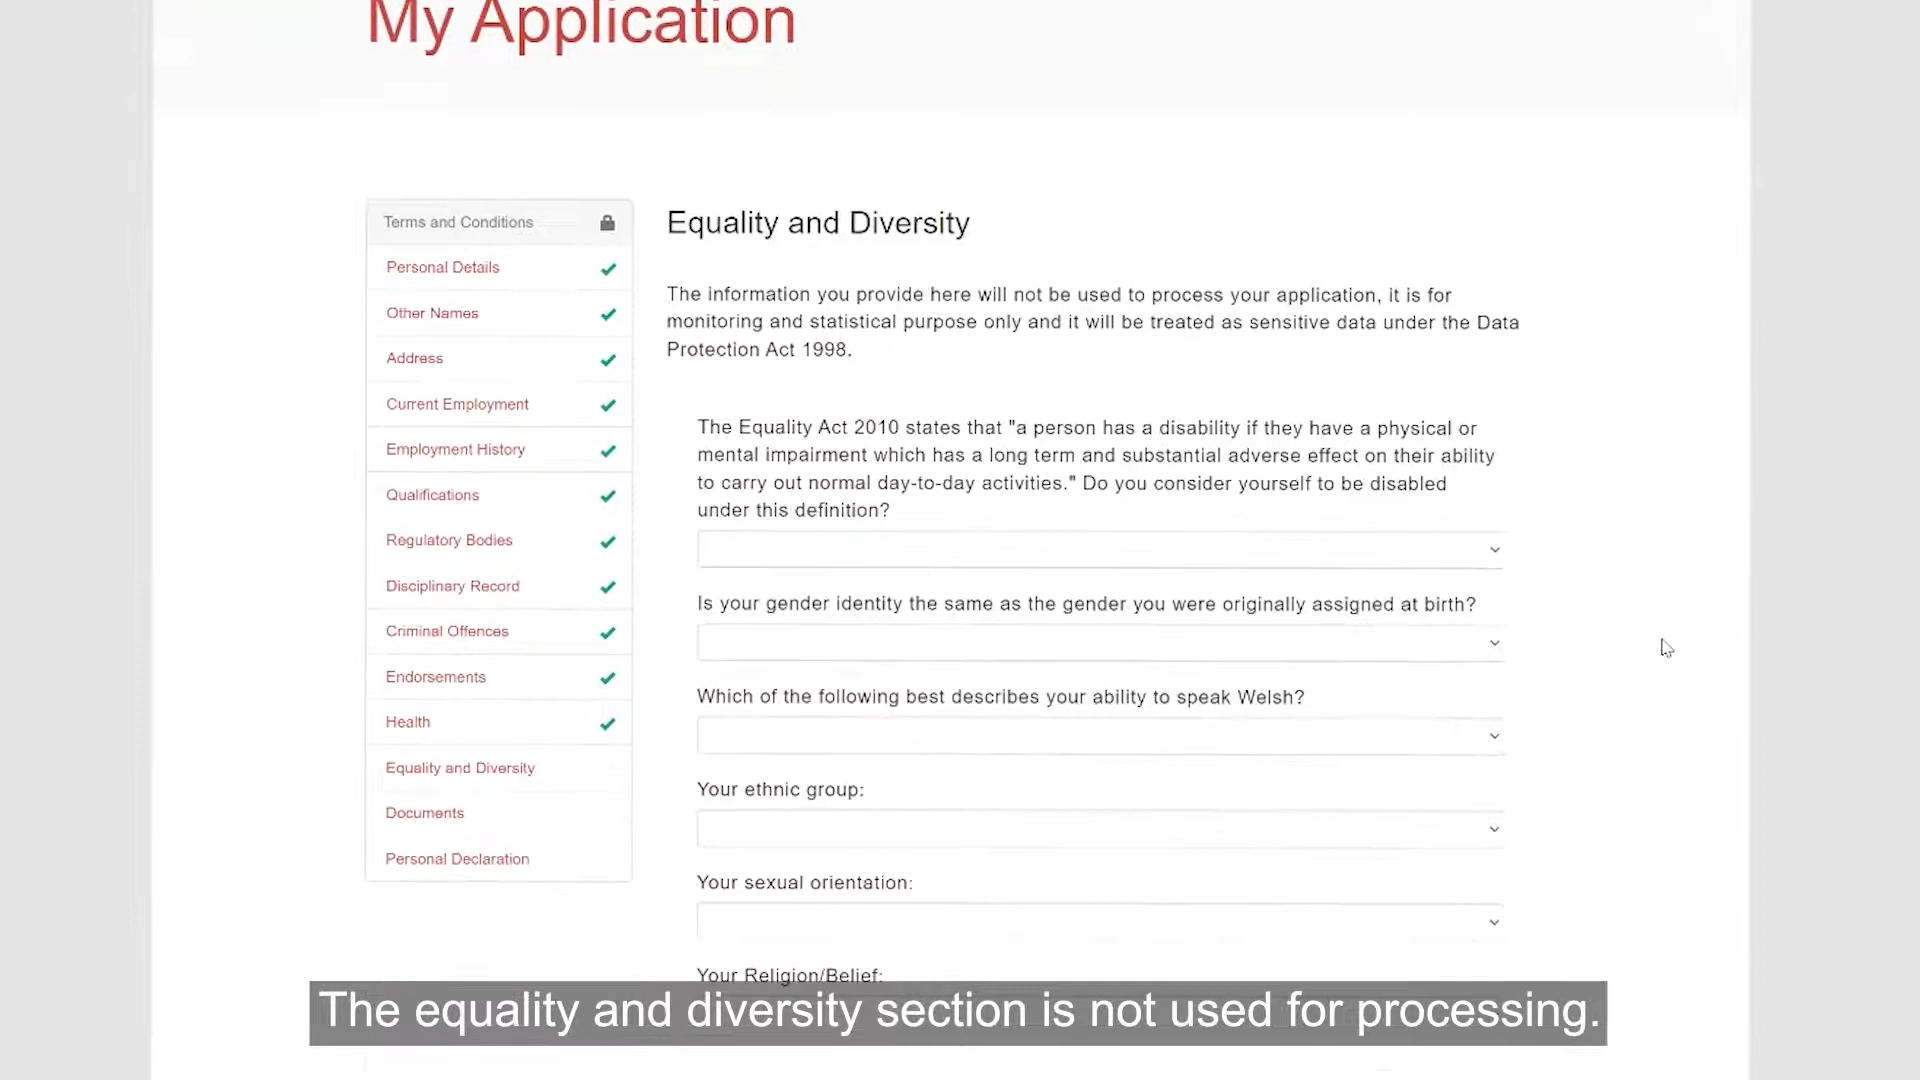 My Application
Terms and Conditions
Personal Details
Other Names
Address
Current Employment
Employment History
Qualifications
Regulatory Bodies
Disciplinary Record
Criminal Offences
Endorsements
Health
Equality and Diversity
Documents
Personal Declaration
Equality and Diversity
The information you provide here will not be used to process your application, it is for
monitoring and statistical purpose only and it will be treated as sensitive data under the Data
Protection Act 1998.
The Equality Act 2010 states that "a person has a disability if they have a physical or
mental impairment which has a long term and substantial adverse effect on their ability
to carry out normal day-to-day activities." Do you consider yourself to be disabled
under this definition?
Is your gender identity the same as the gender you were originally assigned at birth?
Which of the following best describes your ability to speak Welsh?
Your ethnic group:
Your sexual orientation:
Your Religion/Belief:
The equality and diversity section is not used for processing.